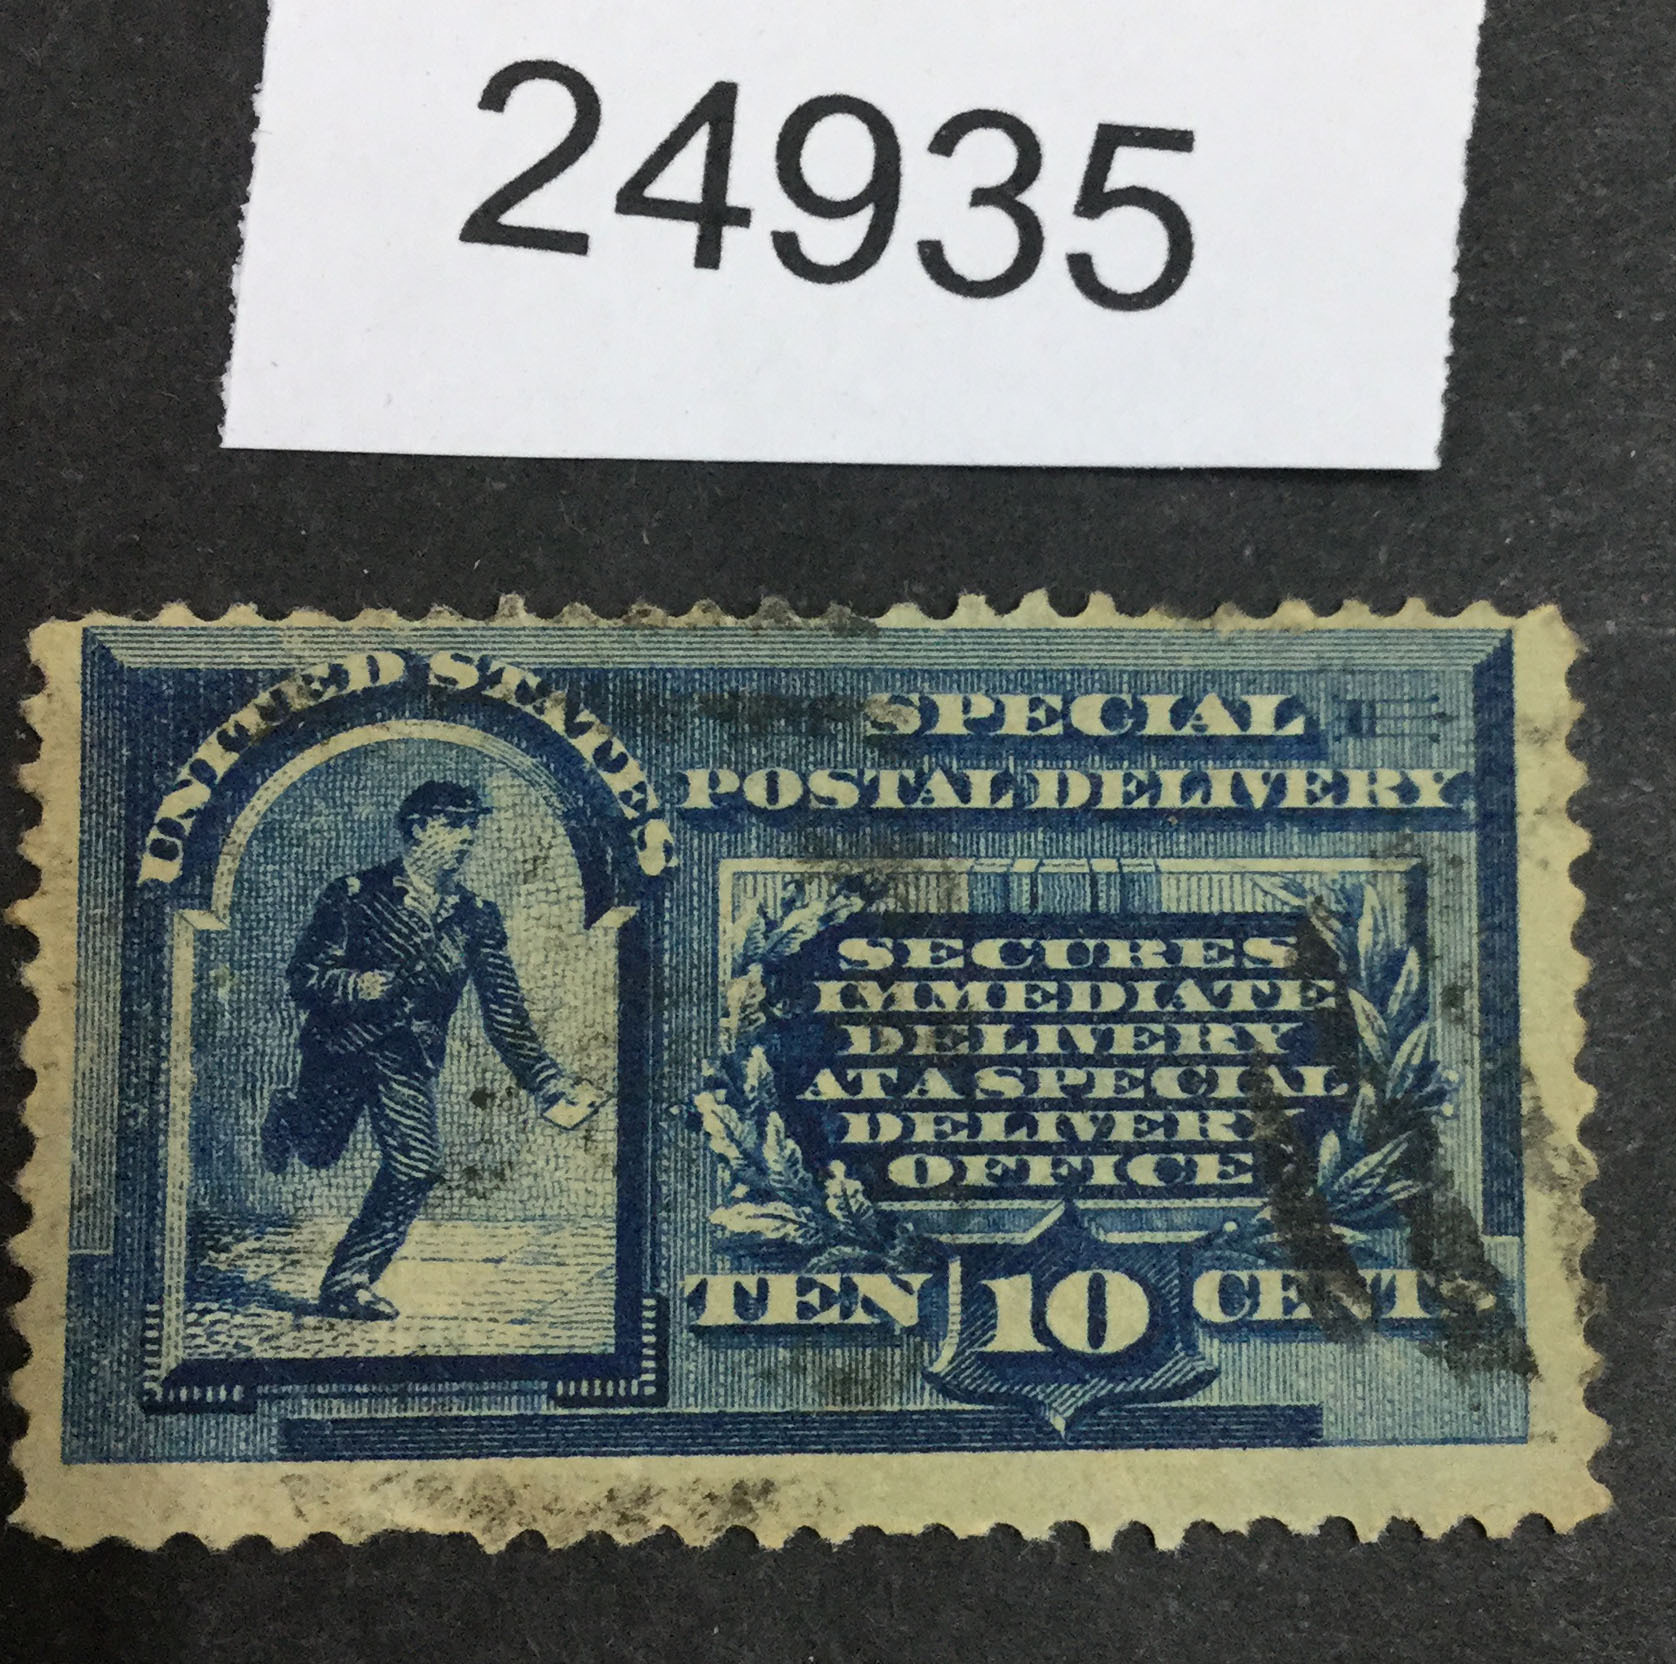 24935
UNITED STATES
SPECIAL
POSTAL DELIVERY
SECURES
IMMEDIATE
DELIVERY
AT A SPECIAL
DELIVERY
OFFICE
TEN 10 CENTS